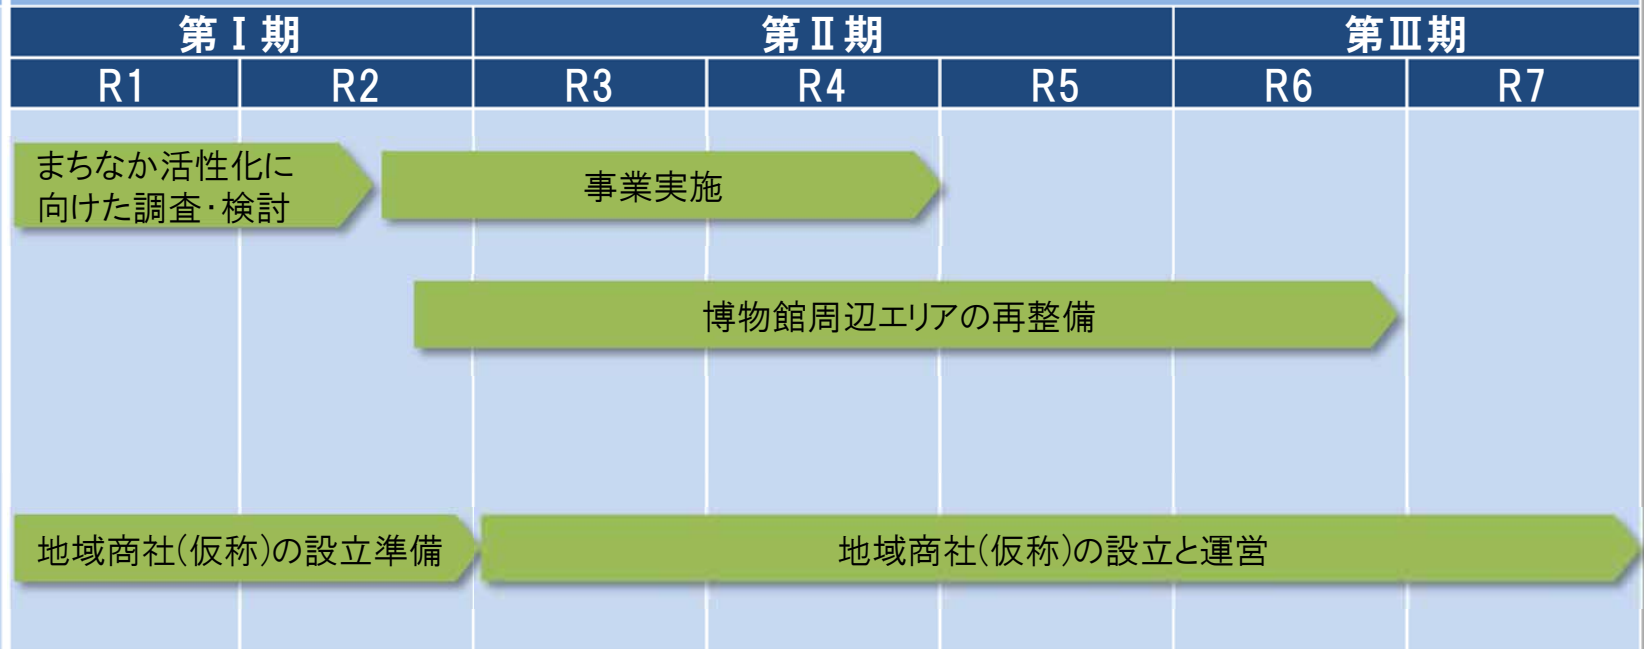 第Ⅰ期 第Ⅱ期 第Ⅲ期
R1 R2 R3 R4 R5 R6 R7
まちなか活性化に
向けた調査・検討
事業実施
博物館周辺エリアの再整備
地域商社(仮称)の設立準備 地域商社(仮称)の設立と運営